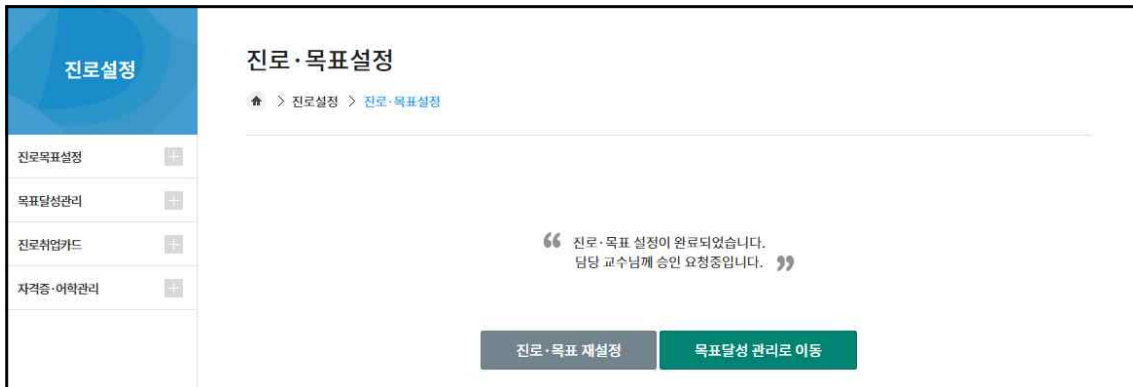 진로설정
진로목표설정
목표달성관리
진로취업카드
자격증·어학관리
진로·목표설정
> 진로설정 > 진로·목표설정
“ 진로·목표 설정이 완료되었습니다.
담당 교수님께 승인 요청중입니다. ”
진로·목표 재설정
목표달성 관리로 이동